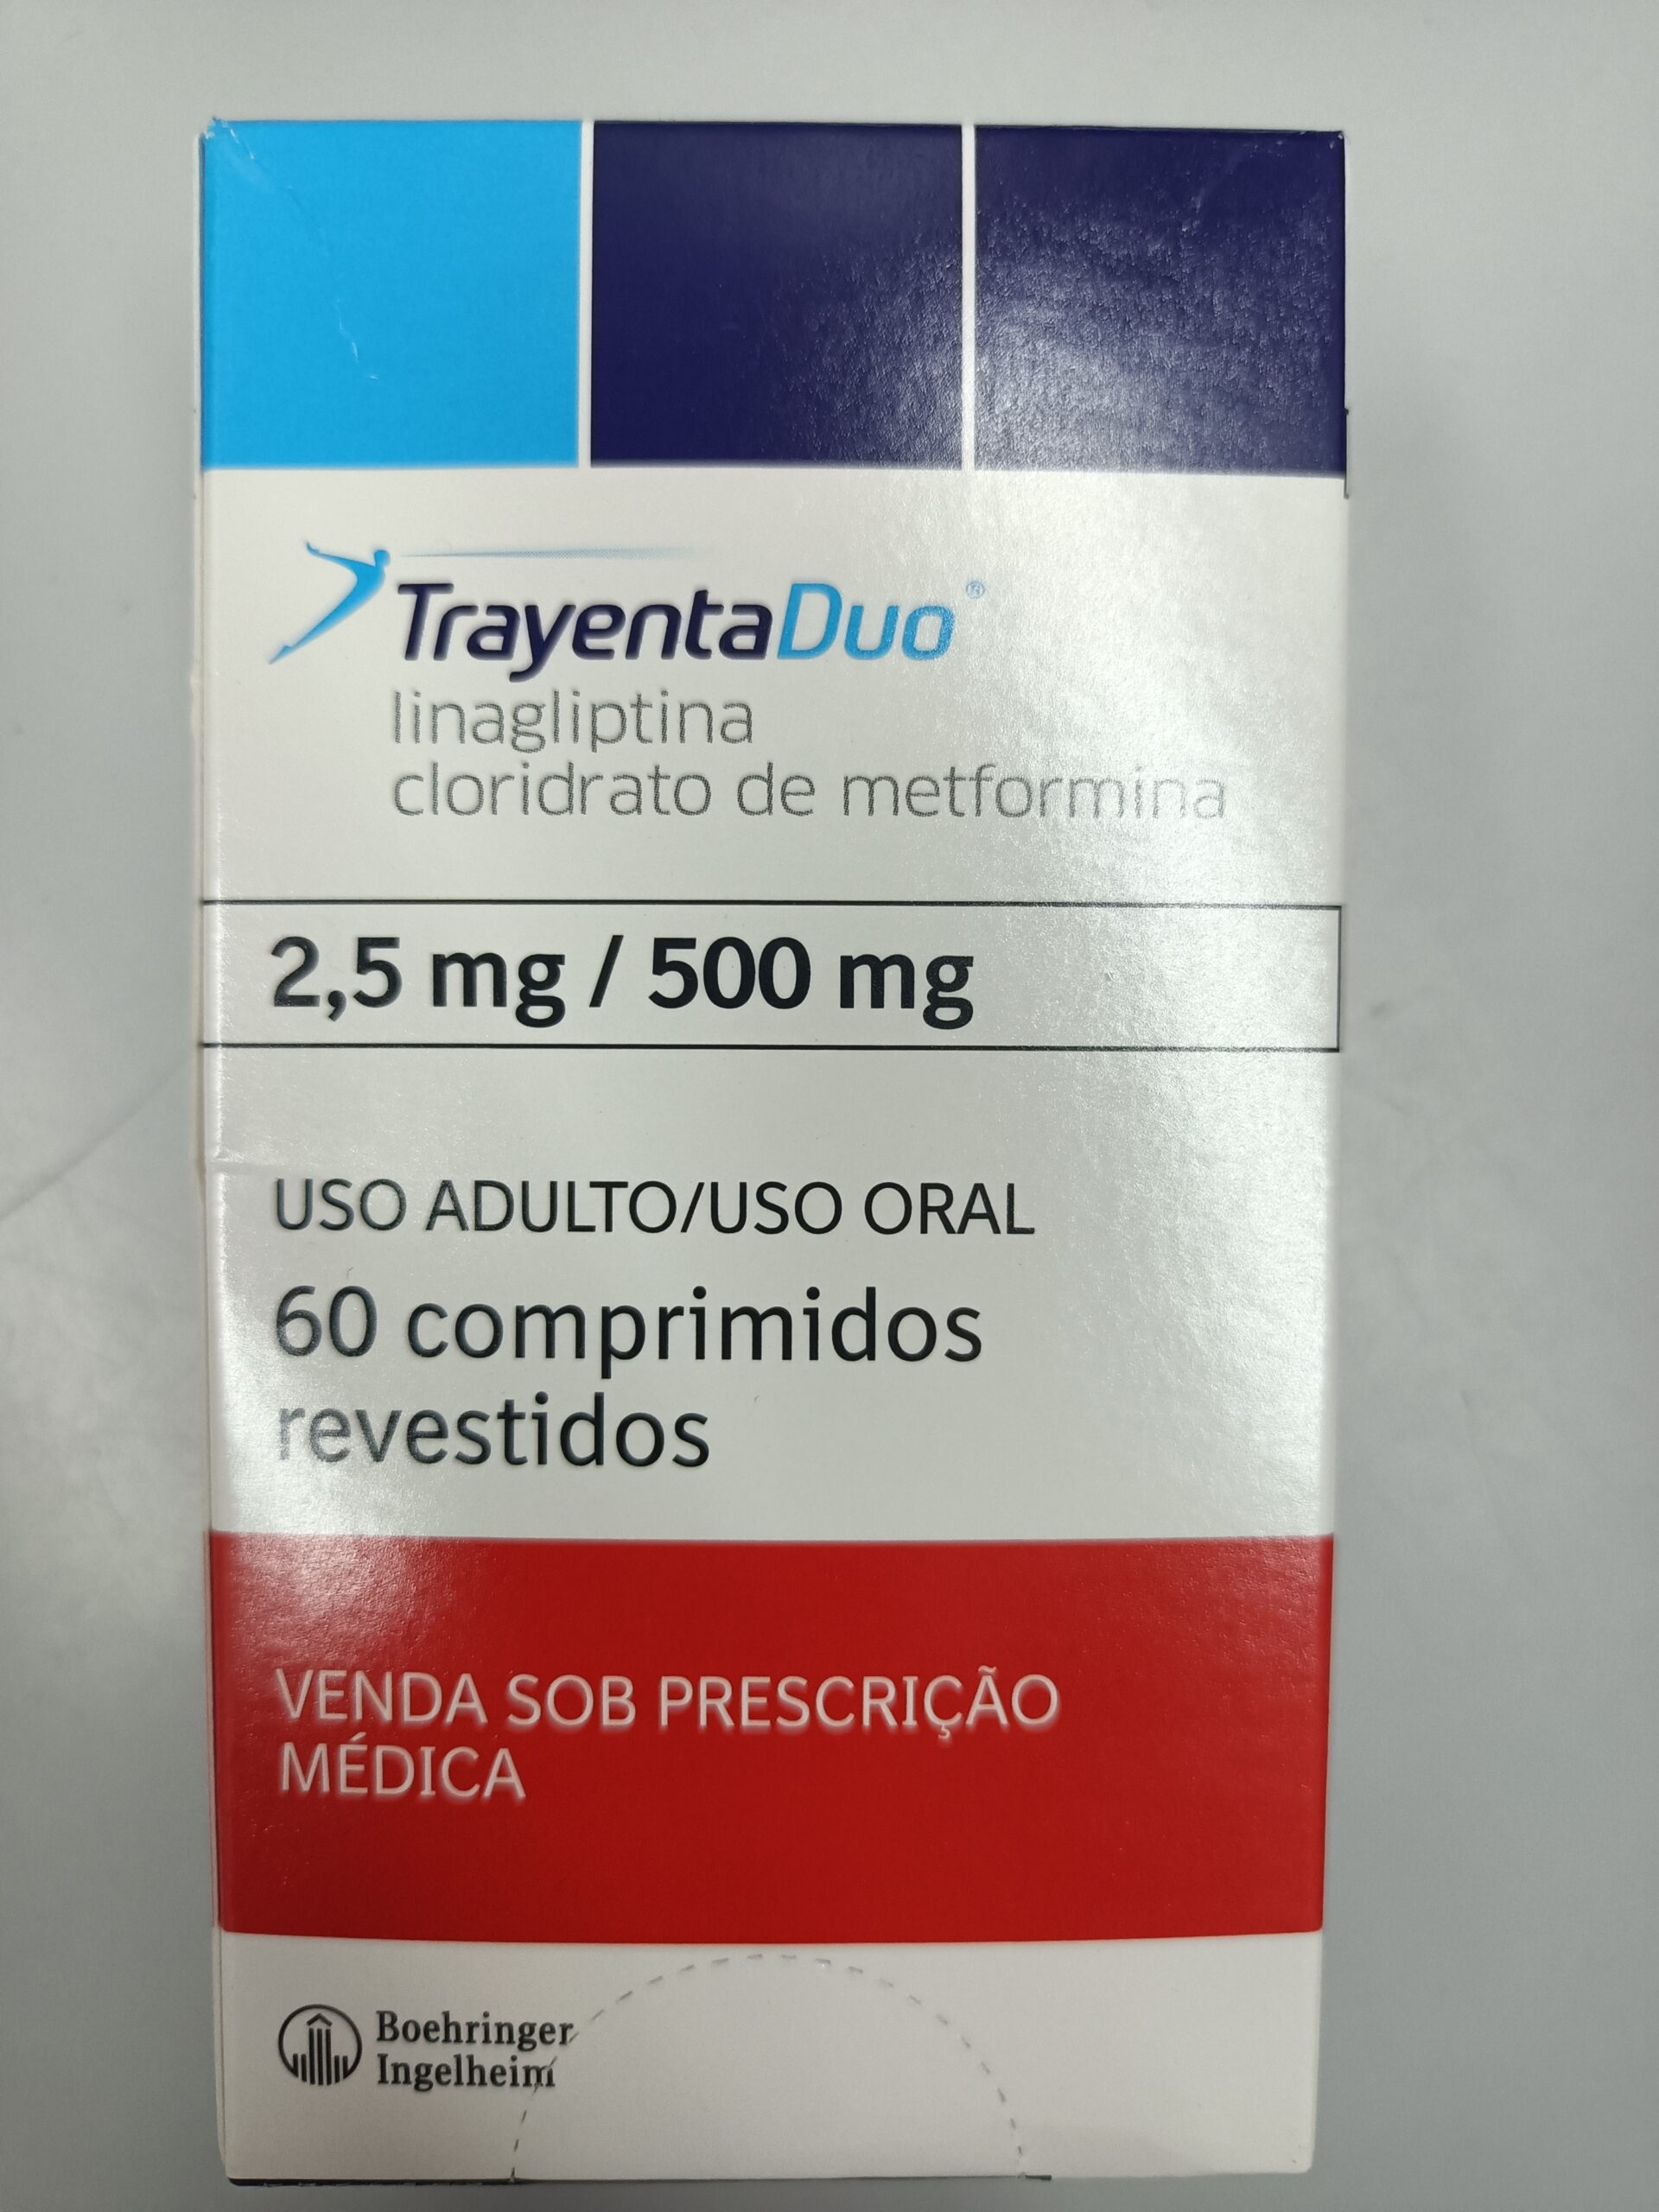 TrayentaDuo®
linagliptina
cloridrato de metformina
2,5 mg / 500 mg
USO ADULTO/USO ORAL
60 comprimidos
revestidos
VENDA SOB PRESCRIÇÃO
MÉDICA
Boehringer
Ingelheim